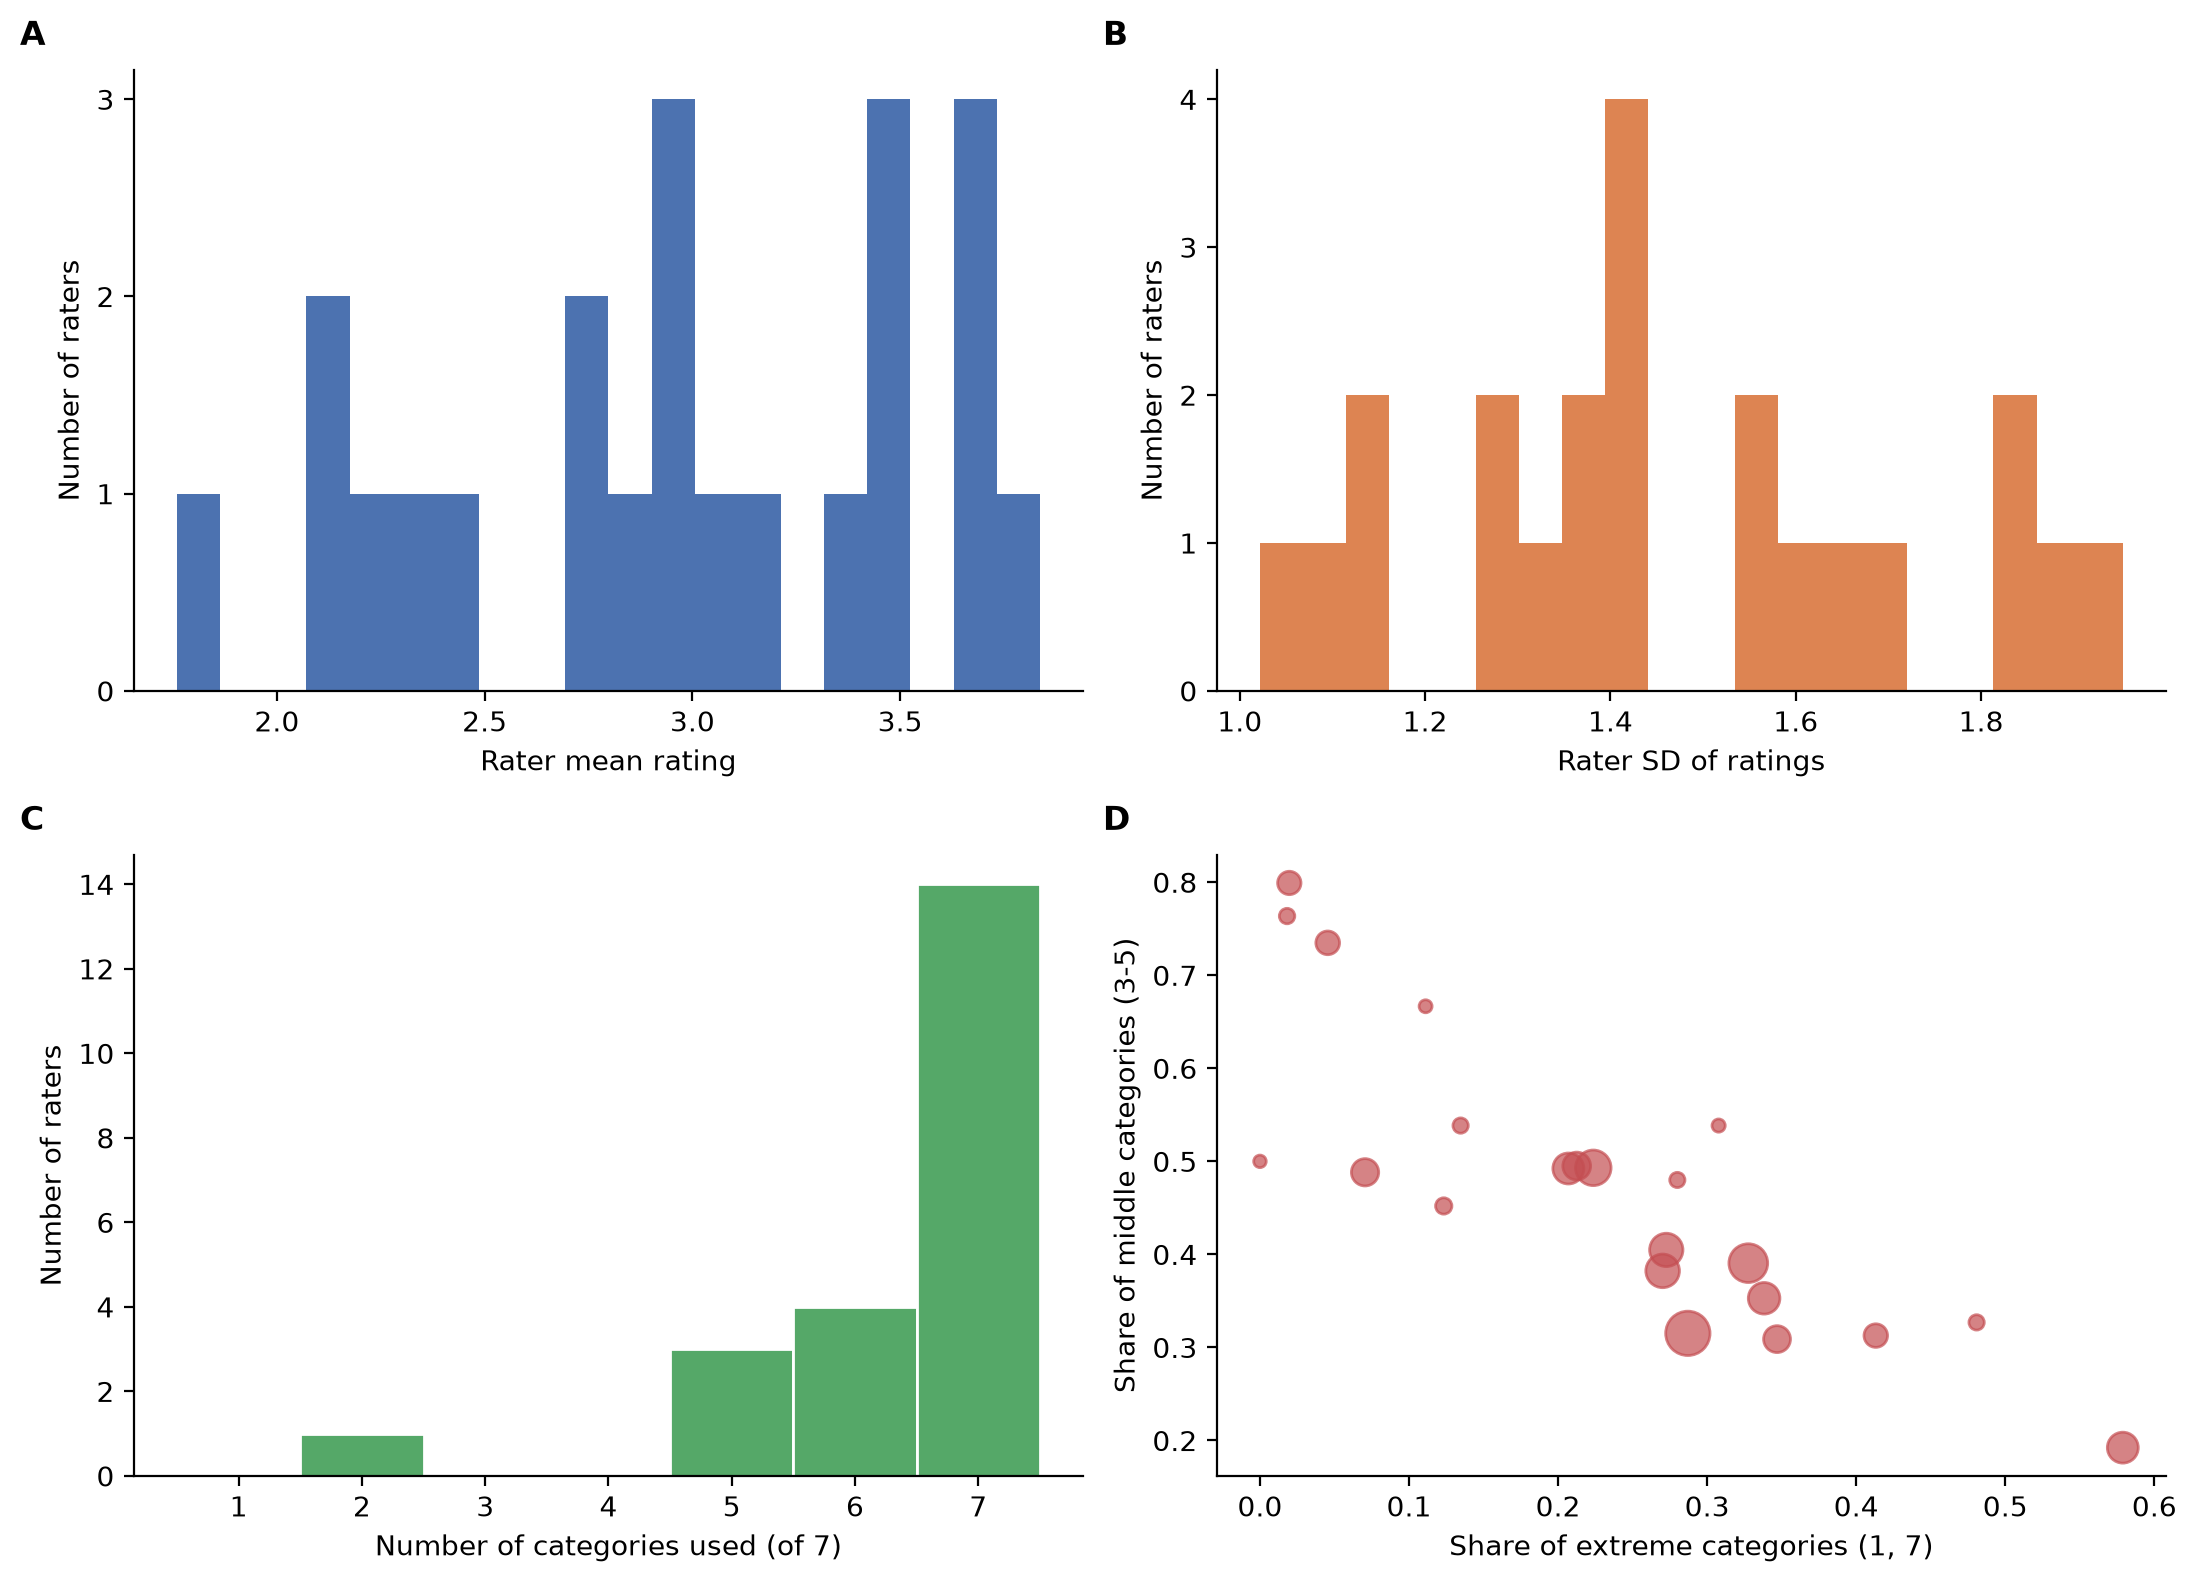 A
3
2
1
0
Number of raters
2.0 2.5 3.0 3.5
Rater mean rating
B
4
3
2
1
0
Number of raters
1.0 1.2 1.4 1.6 1.8
Rater SD of ratings
C
14
12
10
8
6
4
2
0
Number of raters
1 2 3 4 5 6 7
Number of categories used (of 7)
D
0.8
0.7
0.6
0.5
0.4
0.3
0.2
Share of middle categories (3-5)
0.0 0.1 0.2 0.3 0.4 0.5 0.6
Share of extreme categories (1, 7)